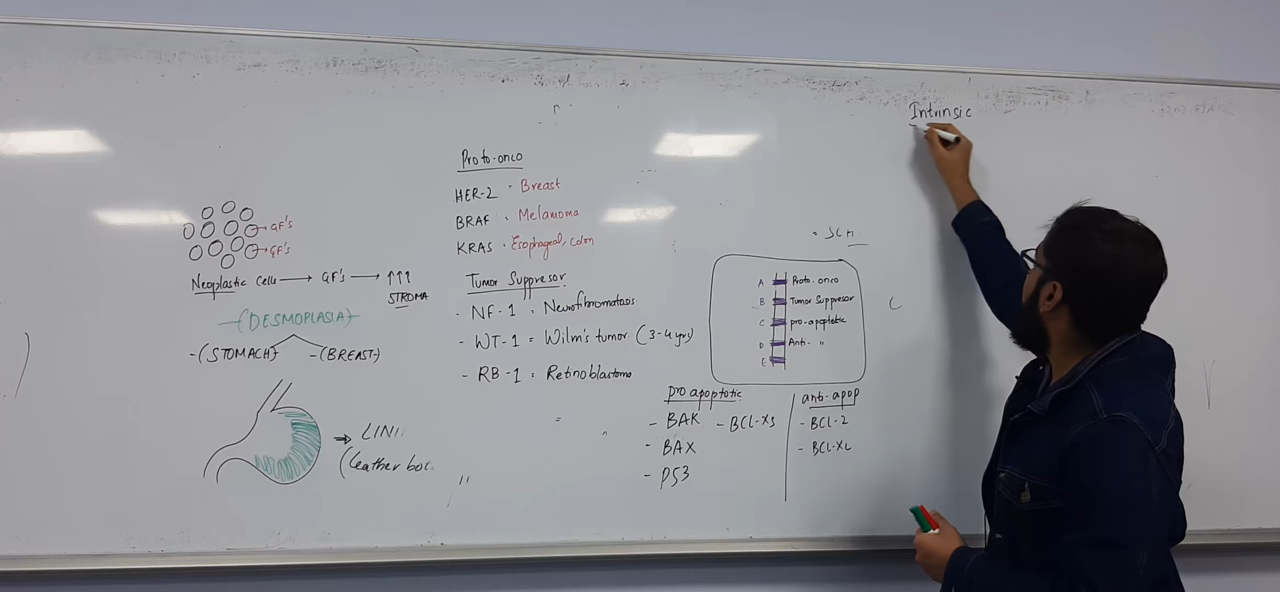 GF's
GF's
Neoplastic Cells → GF's → ↑↑↑
STROMA
(DESMOPLASIA)
-(STOMACH) -(BREAST)
(leather
Proto-onco
HER-2 · Breast
BRAF · Melamoma
KRAS · Esophageal, colon
Tumor Suppresor
- NF-1 : Neurofibromatosis
- WT-1 = Wilm's tumor (3-4 yrs)
- RB-1 : Retinoblastoma
A Proto-onco
B Tumor Suppresor
C pro-apoptotic
D Anti- "
E
pro apoptotic
- BAK - BCL-XS
- BAX
- P53
anti-apop
- BCL-2
- BCL-XL
Intrinsic